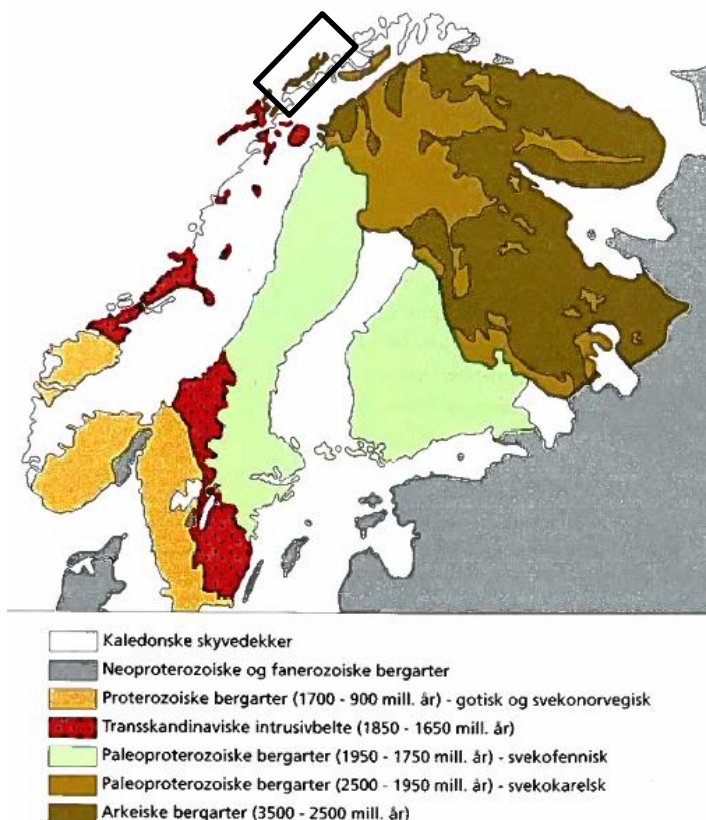 Kaledonske skyvedekker
Neoproterozoiske og fanerozoiske bergarter
Proterozoiske bergarter (1700 - 900 mill. år) - gotisk og svekonorvegisk
Transskandinaviske intrusivbelte (1850 - 1650 mill. år)
Paleoproterozoiske bergarter (1950 - 1750 mill. år) - svekofennisk
Paleoproterozoiske bergarter (2500 - 1950 mill. år) - svekokarelsk
Arkeiske bergarter (3500 - 2500 mill. år)